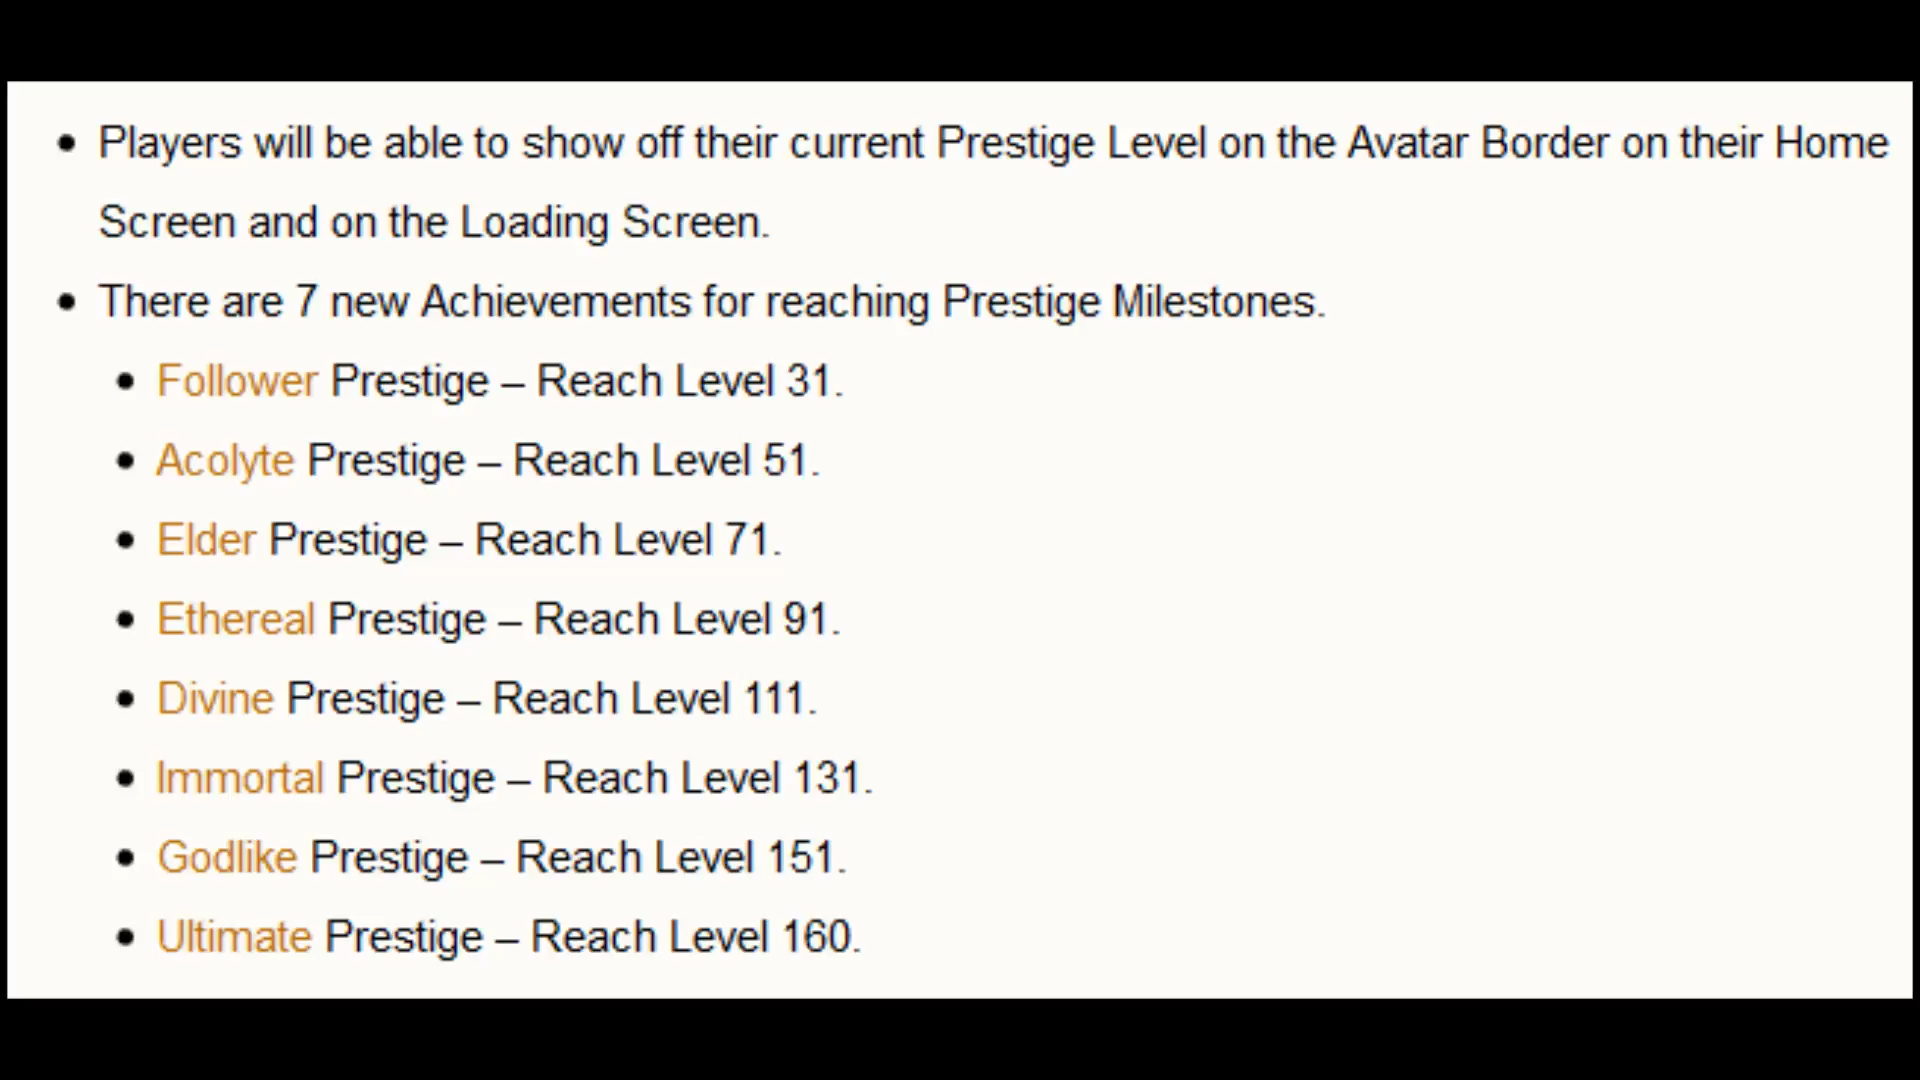 Players will be able to show off their current Prestige Level on the Avatar Border on their Home
Screen and on the Loading Screen.
There are 7 new Achievements for reaching Prestige Milestones.
Follower Prestige – Reach Level 31.
Acolyte Prestige – Reach Level 51.
Elder Prestige – Reach Level 71.
Ethereal Prestige – Reach Level 91.
Divine Prestige – Reach Level 111.
Immortal Prestige – Reach Level 131.
Godlike Prestige – Reach Level 151.
Ultimate Prestige – Reach Level 160.